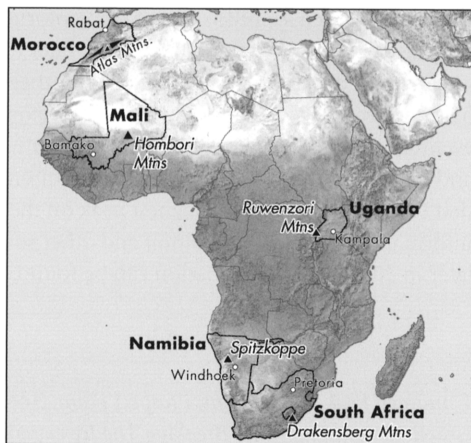 Rabat
Morocco
Atlas Mtns.
Mali
Bamako
Hombori
Mtns
Ruwenzori
Mtns
Uganda
Kampala
Namibia
Spitzkoppe
Windhoek
Pretoria
South Africa
Drakensberg Mtns